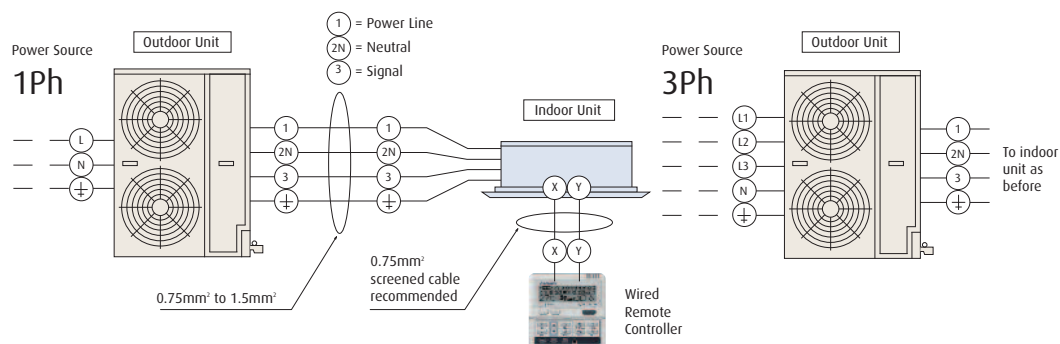 Power Source
1Ph
Outdoor Unit
1 = Power Line
2N = Neutral
3 = Signal
L
N
1
2N
3
1
2N
3
0.75mm² to 1.5mm²
Indoor Unit
X Y
X Y
0.75mm²
screened cable
recommended
Wired
Remote
Controller
Power Source
3Ph
Outdoor Unit
L1
L2
L3
N
1
2N
3
To indoor
unit as
before